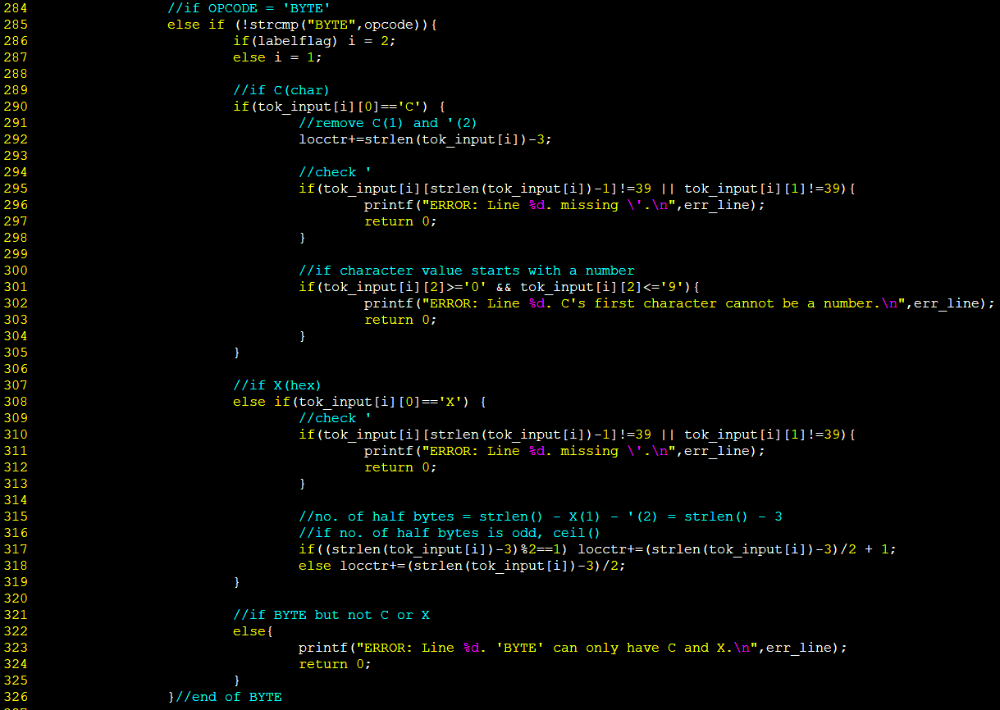 284 //if OPCODE = 'BYTE'
285 else if (!strcmp("BYTE",opcode)){
286 if(labelflag) i = 2;
287 else i = 1;
288
289 //if C(char)
290 if(tok_input[i][0]=='C') {
291 //remove C(1) and '(2)
292 locctr+=strlen(tok_input[i])-3;
293
294 //check '
295 if(tok_input[i][strlen(tok_input[i])-1]!=39 || tok_input[i][1]!=39){
296 printf("ERROR: Line %d. missing \'.\n",err_line);
297 return 0;
298 }
299
300 //if character value starts with a number
301 if(tok_input[i][2]>='0' && tok_input[i][2]<='9'){
302 printf("ERROR: Line %d. C's first character cannot be a number.\n",err_line);
303 return 0;
304 }
305 }
306
307 //if X(hex)
308 else if(tok_input[i][0]=='X') {
309 //check '
310 if(tok_input[i][strlen(tok_input[i])-1]!=39 || tok_input[i][1]!=39){
311 printf("ERROR: Line %d. missing \'.\n",err_line);
312 return 0;
313 }
314
315 //no. of half bytes = strlen() - X(1) - '(2) = strlen() - 3
316 //if no. of half bytes is odd, ceil()
317 if((strlen(tok_input[i])-3)%2==1) locctr+=(strlen(tok_input[i])-3)/2 + 1;
318 else locctr+=(strlen(tok_input[i])-3)/2;
319 }
320
321 //if BYTE but not C or X
322 else{
323 printf("ERROR: Line %d. 'BYTE' can only have C and X.\n",err_line);
324 return 0;
325 }
326 }//end of BYTE